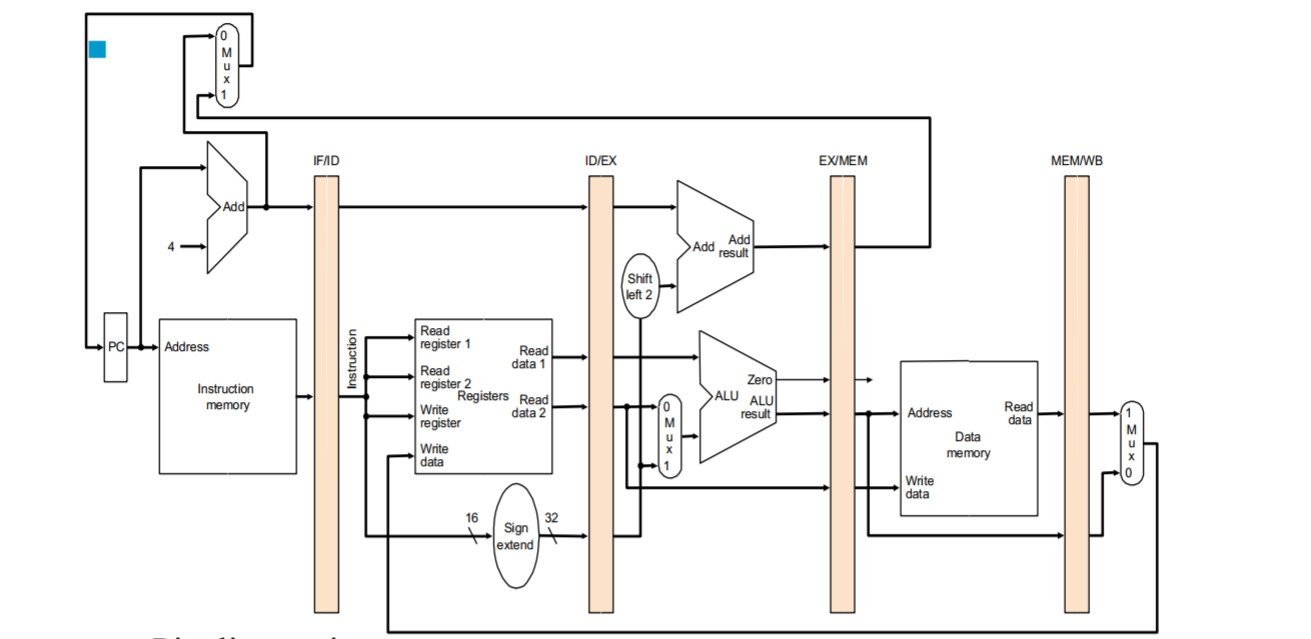 0
M
u
x
1
IF/ID
ID/EX
EX/MEM
MEM/WB
Add
4
Add
Add
result
Shift
left 2
PC
Address
Instruction
memory
Instruction
Read
register 1
Read
register 2
Registers
Write
register
Write
data
Read
data 1
Read
data 2
0
M
u
x
1
Zero
ALU
ALU
result
Address
Read
data
Data
memory
Write
data
1
M
u
x
0
16
Sign
extend
32